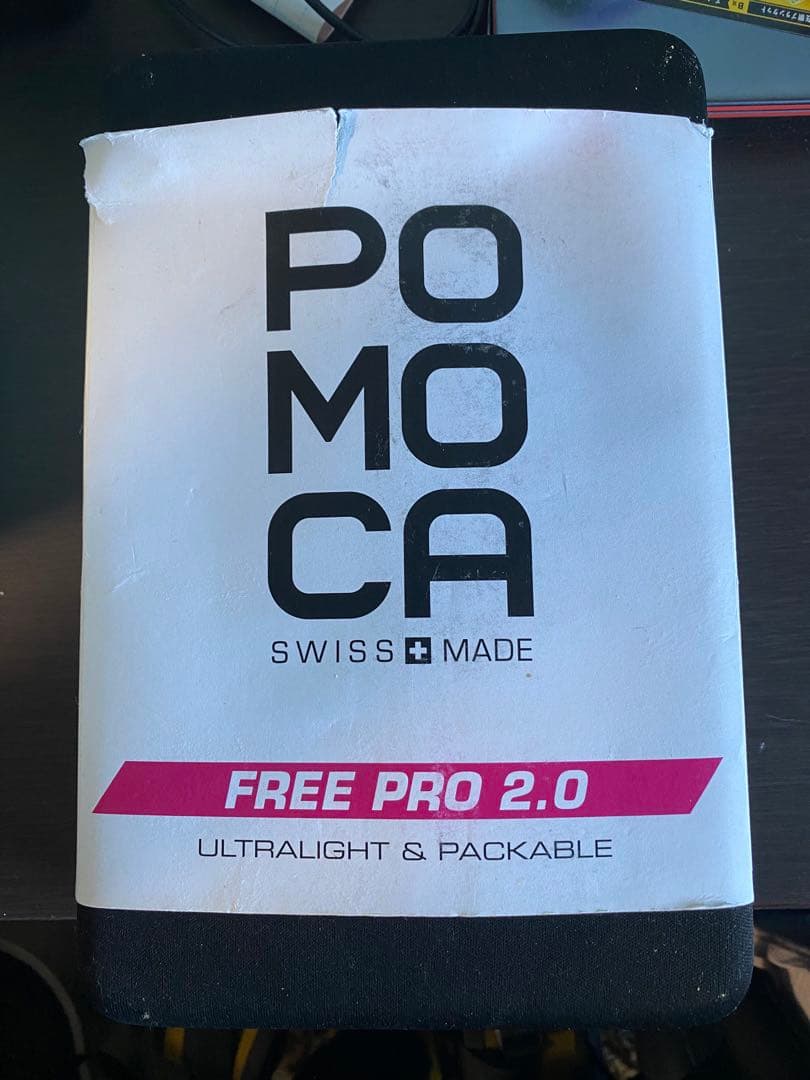 PO
MO
CA
SWISS MADE
FREE PRO 2.0
ULTRALIGHT & PACKABLE